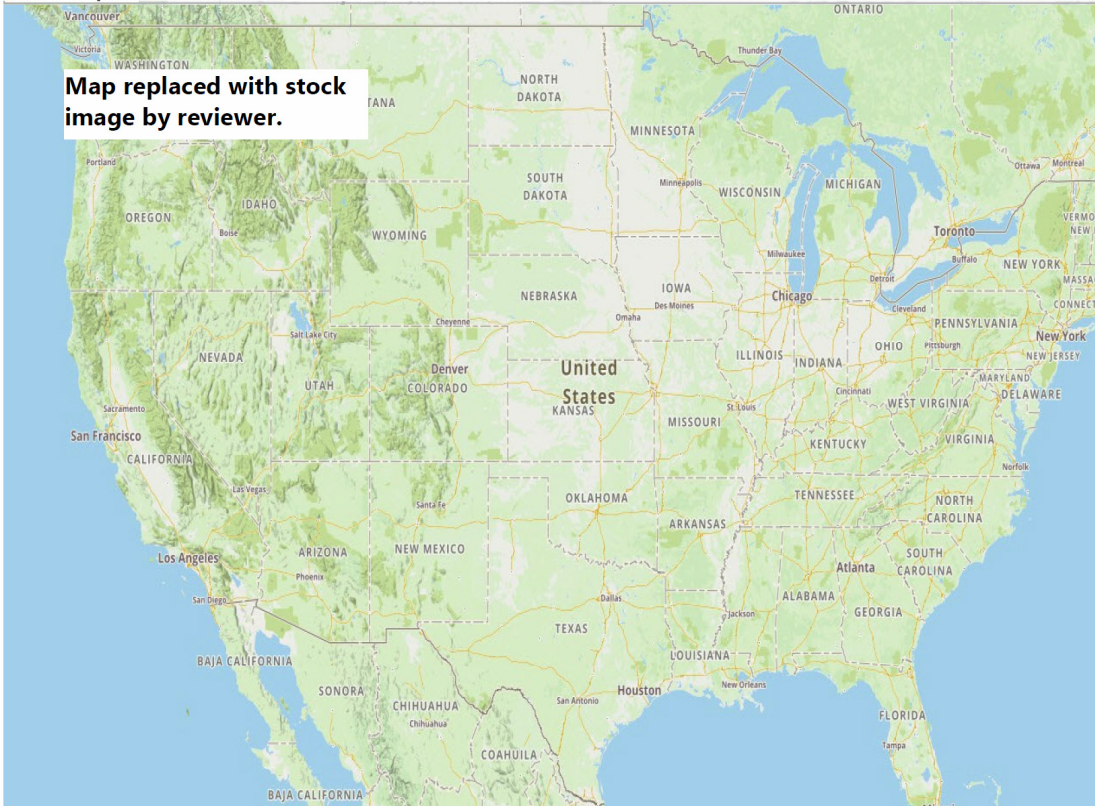 ONTARIO
Vancouver
Victoria
Thunder Bay
WASHINGTON
Map replaced with stock
image by reviewer.
TANA
NORTH
DAKOTA
MINNESOTA
Ottawa
Montreal
Portland
SOUTH
DAKOTA
Minneapolis
WISCONSIN
MICHIGAN
OREGON
IDAHO
Boise
WYOMING
Toronto
VERMO
NEW
Milwaukee
Buffalo
NEW YORK
Detroit
MASSA
NEBRASKA
IOWA
Chicago
Des Moines
Cleveland
CONNECT
Omaha
Cheyenne
PENNSYLVANIA
Salt Lake City
New York
Pittsburgh
OHIO
NEVADA
ILLINOIS
INDIANA
NEW JERSEY
Denver
United
States
UTAH
COLORADO
MARYLAND
DELAWARE
Cincinnati
WEST VIRGINIA
KANSAS
St. Louis
Sacramento
MISSOURI
San Francisco
KENTUCKY
VIRGINIA
CALIFORNIA
Norfolk
Las Vegas
Santa Fe
OKLAHOMA
TENNESSEE
NORTH
CAROLINA
ARKANSAS
Los Angeles
ARIZONA
NEW MEXICO
SOUTH
CAROLINA
Atlanta
Phoenix
San Diego
Dallas
ALABAMA
Jackson
GEORGIA
TEXAS
LOUISIANA
BAJA CALIFORNIA
New Orleans
SONORA
Houston
San Antonio
CHIHUAHUA
Chihuahua
FLORIDA
Tampa
COAHUILA
BAJA CALIFORNIA